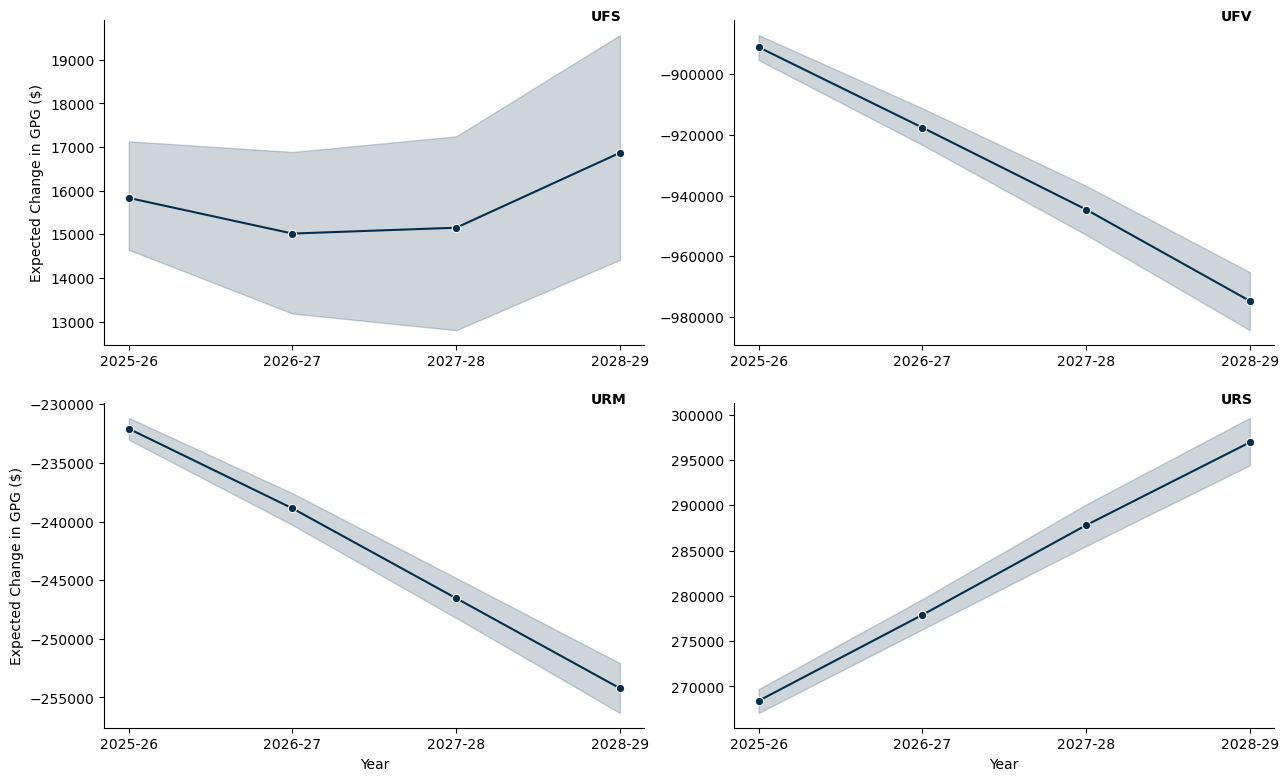 UFS
Expected Change in GPG ($)
19000
18000
17000
16000
15000
14000
13000
2025-26 2026-27 2027-28 2028-29
UFV
−900000
−920000
−940000
−960000
−980000
2025-26 2026-27 2027-28 2028-29
URM
Expected Change in GPG ($)
−230000
−235000
−240000
−245000
−250000
−255000
2025-26 2026-27 2027-28 2028-29
Year
URS
300000
295000
290000
285000
280000
275000
270000
2025-26 2026-27 2027-28 2028-29
Year